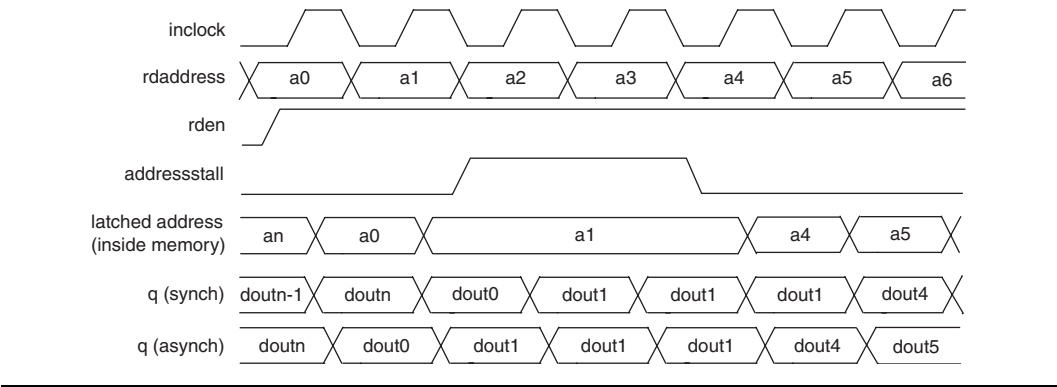 inclock
rdaddress a0 a1 a2 a3 a4 a5 a6
rden
addressstall
latched address
(inside memory) an a0 a1 a4 a5
q (synch) doutn-1 doutn dout0 dout1 dout1 dout1 dout4
q (asynch) doutn dout0 dout1 dout1 dout1 dout4 dout5